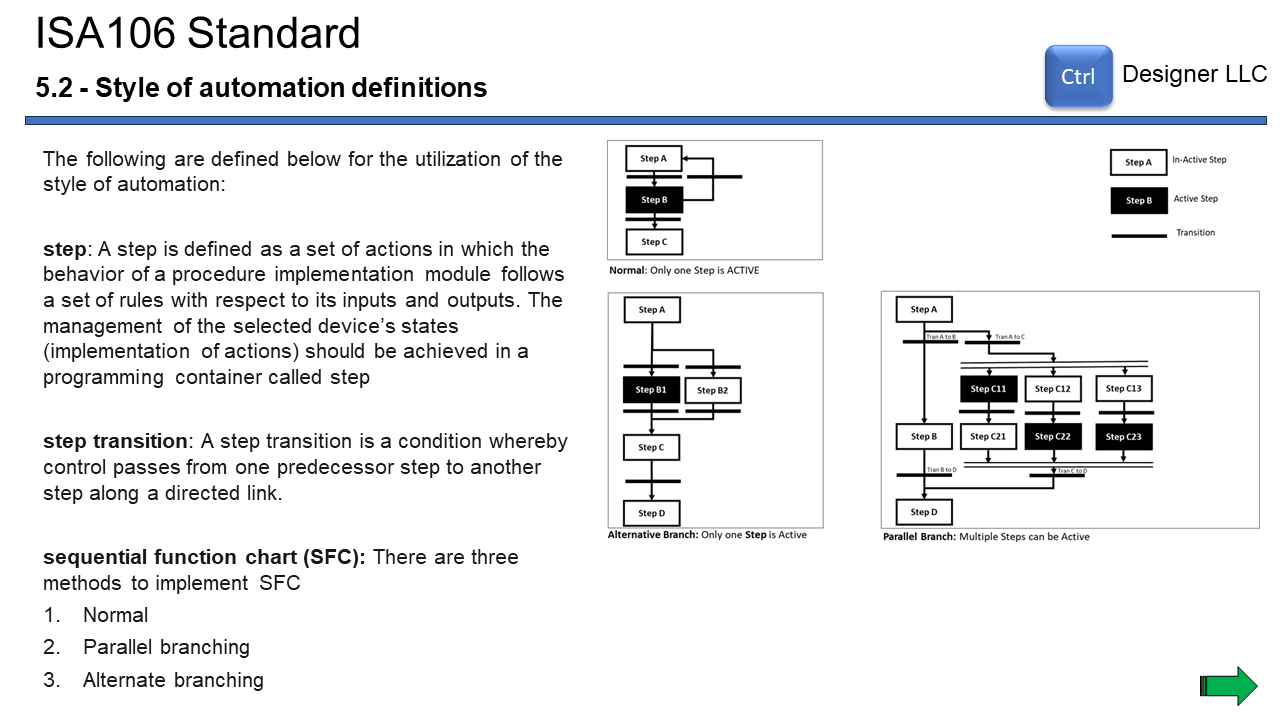 ISA106 Standard
5.2 - Style of automation definitions
Ctrl
Designer LLC
The following are defined below for the utilization of the
style of automation:
step: A step is defined as a set of actions in which the
behavior of a procedure implementation module follows
a set of rules with respect to its inputs and outputs. The
management of the selected device’s states
(implementation of actions) should be achieved in a
programming container called step
step transition: A step transition is a condition whereby
control passes from one predecessor step to another
step along a directed link.
sequential function chart (SFC): There are three
methods to implement SFC
1. Normal
2. Parallel branching
3. Alternate branching
Step A
Step B
Step C
Normal: Only one Step is ACTIVE
Step A
In-Active Step
Step B
Active Step
Transition
Step A
Step B1
Step B2
Step C
Step D
Alternative Branch: Only one Step is Active
Step A
Tran A to B
Tran A to C
Step C11
Step C12
Step C13
Step B
Step C21
Step C22
Step C23
Tran B to D
Tran C to D
Step D
Parallel Branch: Multiple Steps can be Active